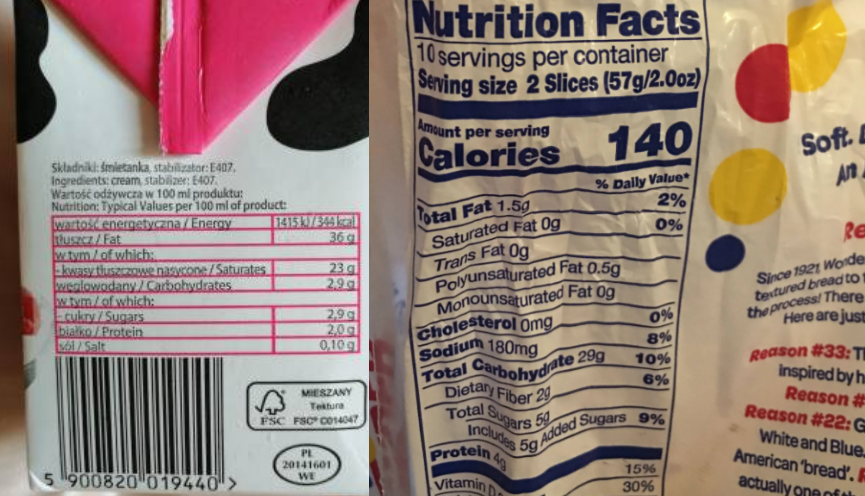 Składniki: śmietanka, stabilizator: E407.
Ingredients: cream, stabilizer: E407.
Wartość odżywcza w 100 ml produktu:
Nutrition: Typical Values per 100 ml of product:
wartość energetyczna / Energy 1415 kJ / 344 kcal
tłuszcz / Fat 36 g
w tym / of which:
- kwasy tłuszczowe nasycone / Saturates 23 g
węglowodany / Carbohydrates 2,9 g
w tym / of which:
- cukry / Sugars 2,9 g
białko / Protein 2,0 g
sól / Salt 0,10 g
FSC
MIESZANY
Tektura
FSC® C014047
PL
20141601
WE
5 900820 019440 >
Nutrition Facts
10 servings per container
Serving size 2 Slices (57g/2.0oz)
Amount per serving
Calories 140
% Daily Value*
Total Fat 1.5g 2%
Saturated Fat 0g 0%
Trans Fat 0g
Polyunsaturated Fat 0.5g
Monounsaturated Fat 0g
Cholesterol 0mg 0%
Sodium 180mg 8%
Total Carbohydrate 29g 10%
Dietary Fiber 2g 6%
Total Sugars 5g
Includes 5g Added Sugars 9%
Protein 4g
Vitamin D 15%
30%
Soft.
Since 1921, Wonde
textured bread to
the process! There
Here are just
Reason #33: T
inspired by h
Reason #
Reason #22: G
White and Blue.
American 'bread'.
actually one of